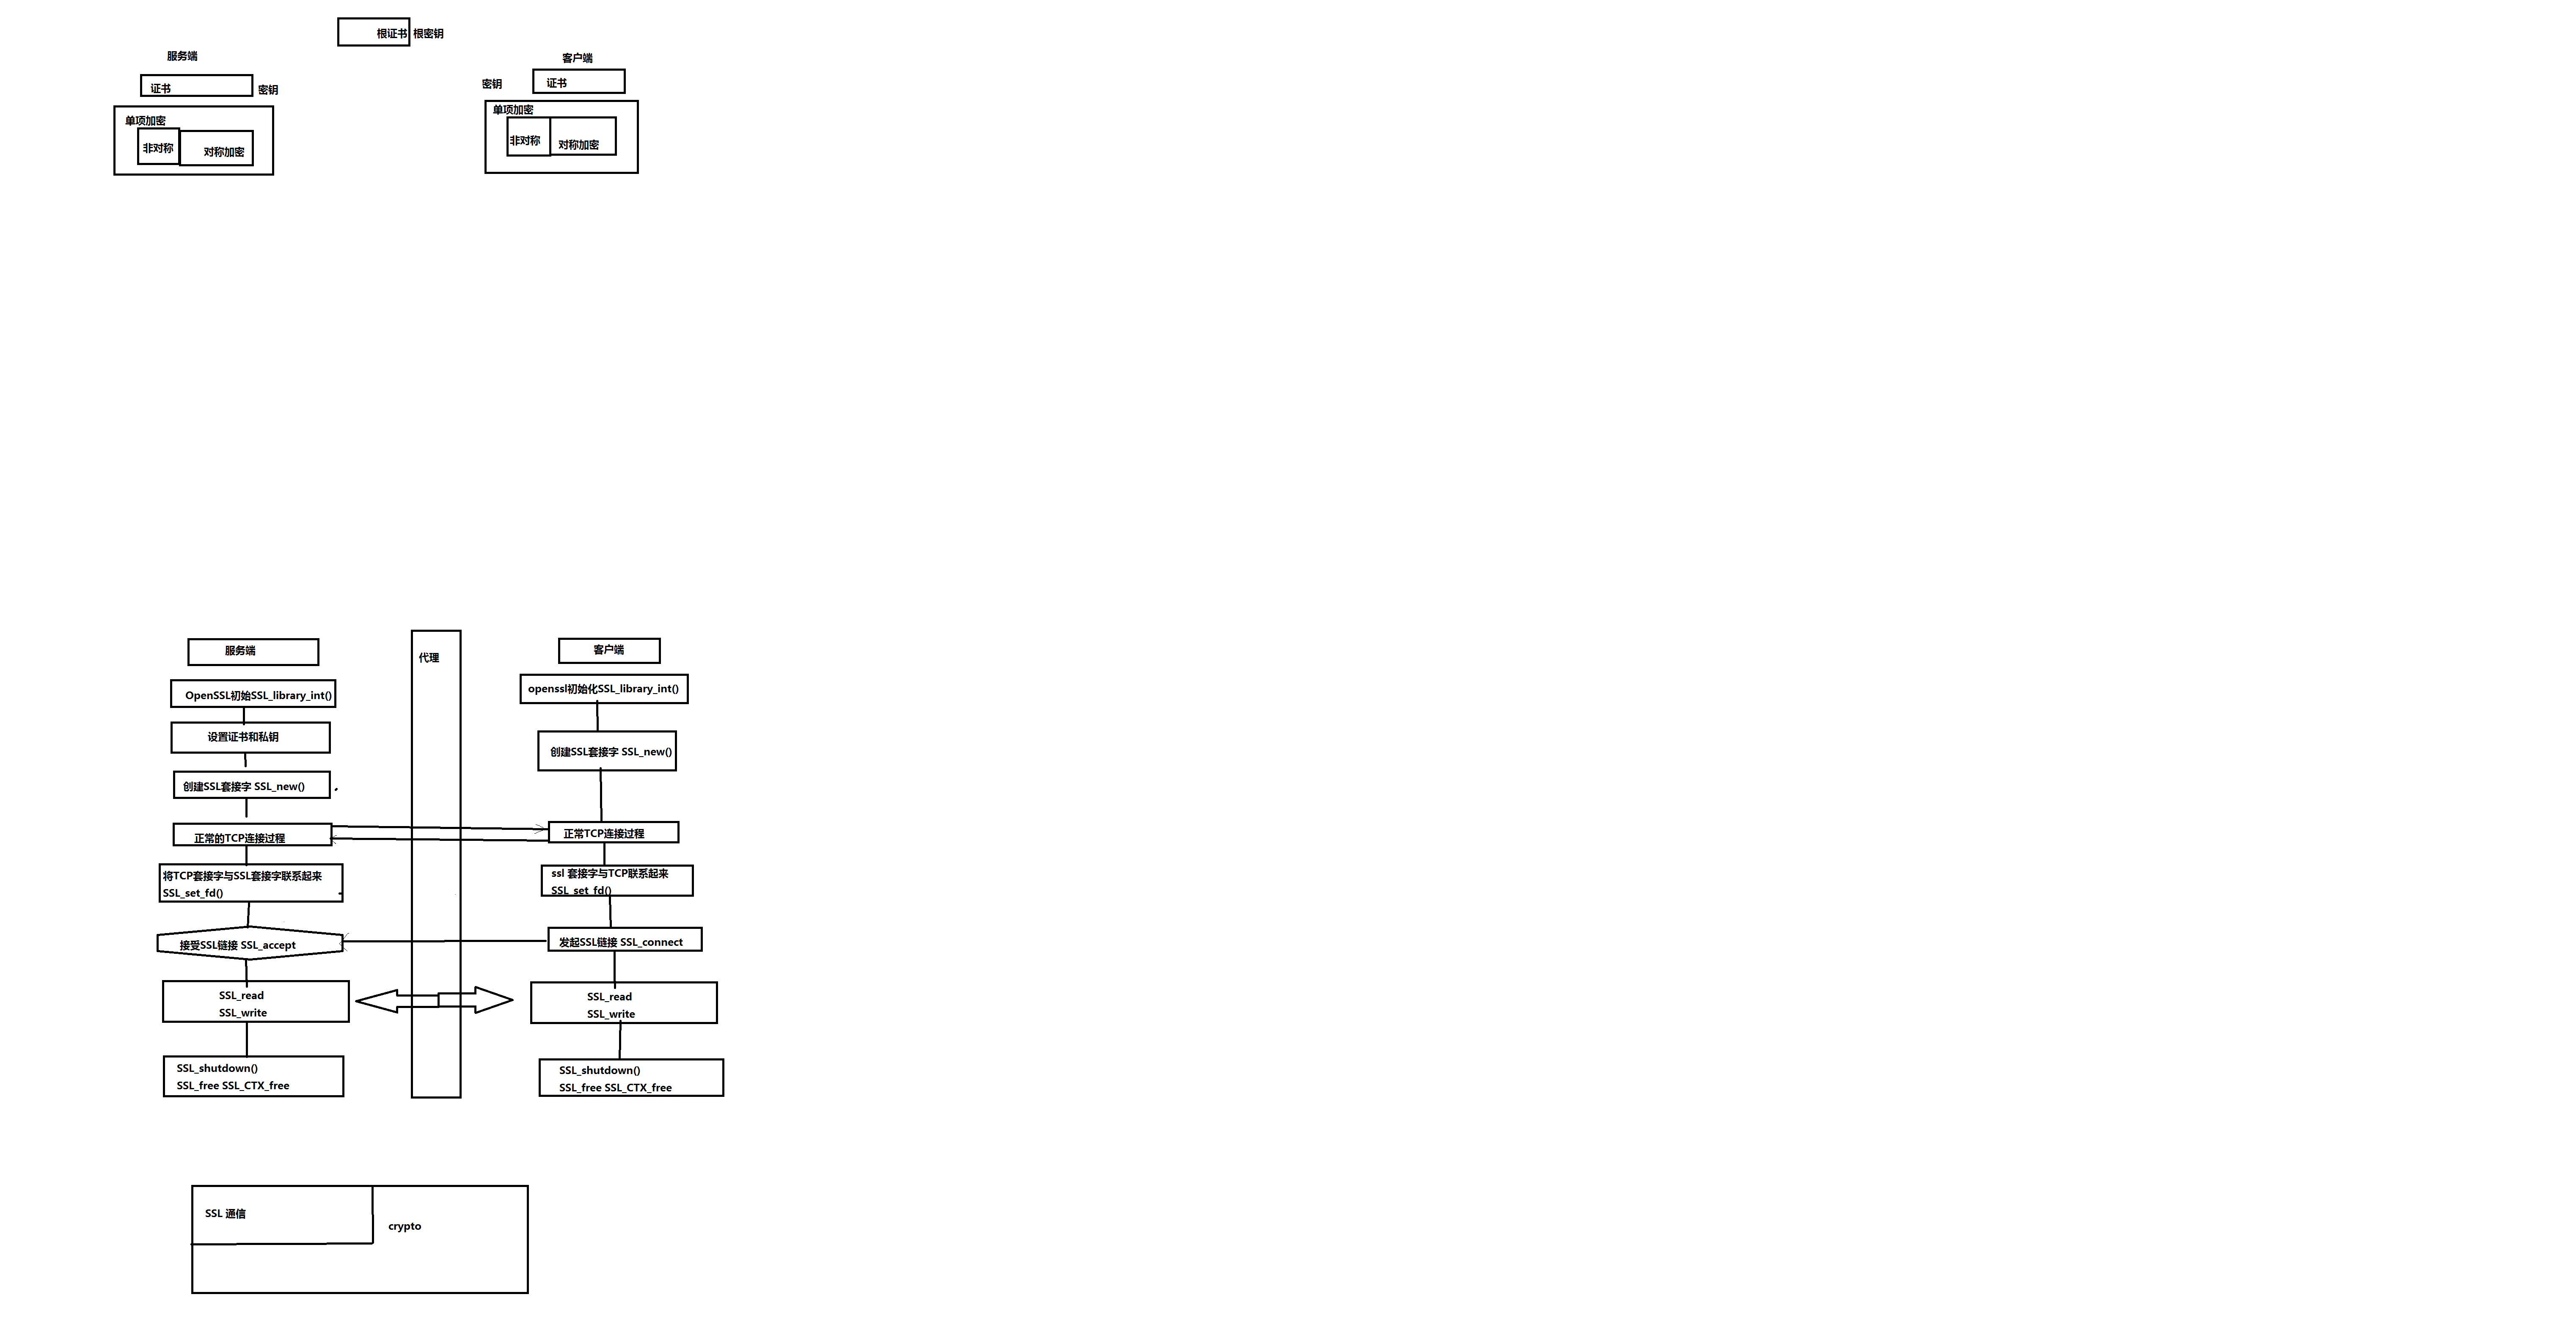 根证书 根密钥
服务端
证书
密钥
单项加密
非对称
对称加密
客户端
密钥
证书
单项加密
非对称
对称加密
服务端
OpenSSL初始SSL_library_int()
设置证书和私钥
创建SSL套接字 SSL_new()
正常的TCP连接过程
将TCP套接字与SSL套接字联系起来
SSL_set_fd()
接受SSL链接 SSL_accept
SSL_read
SSL_write
SSL_shutdown()
SSL_free SSL_CTX_free
代理
客户端
openssl初始化SSL_library_int()
创建SSL套接字 SSL_new()
正常TCP连接过程
ssl 套接字与TCP联系起来
SSL_set_fd()
发起SSL链接 SSL_connect
SSL_read
SSL_write
SSL_shutdown()
SSL_free SSL_CTX_free
SSL 通信
crypto